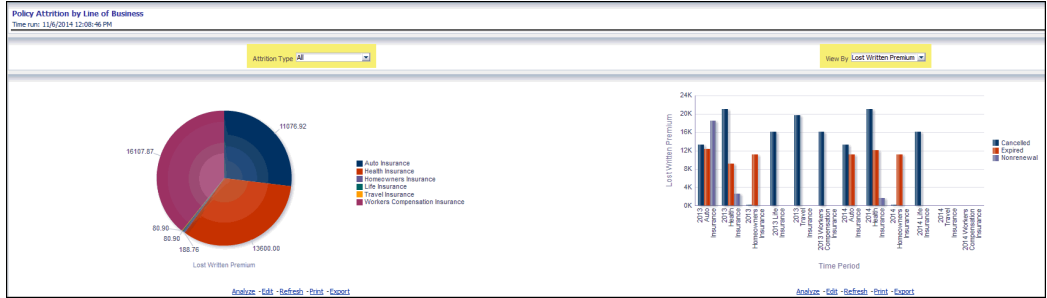 Policy Attrition by Line of Business
Time run: 11/6/2014 12:08:46 PM
Attrition Type All
View By Lost Written Premium
11076.92
16107.87
80.90
80.90
188.76
13600.00
Lost Written Premium
Auto Insurance
Health Insurance
Homeowners Insurance
Life Insurance
Travel Insurance
Workers Compensation Insurance
Analyze - Edit - Refresh - Print - Export
Lost Written Premium
24K
20K
16K
12K
8K
4K
0K
2013 Auto Insurance
2013 Health Insurance
2013 Homeowners Insurance
2013 Life Insurance
2013 Travel Insurance
2013 Workers Compensation Insurance
2014 Auto Insurance
2014 Health Insurance
2014 Homeowners Insurance
2014 Life Insurance
2014 Travel Insurance
2014 Workers Compensation Insurance
Time Period
Cancelled
Expired
Nonrenewal
Analyze - Edit - Refresh - Print - Export